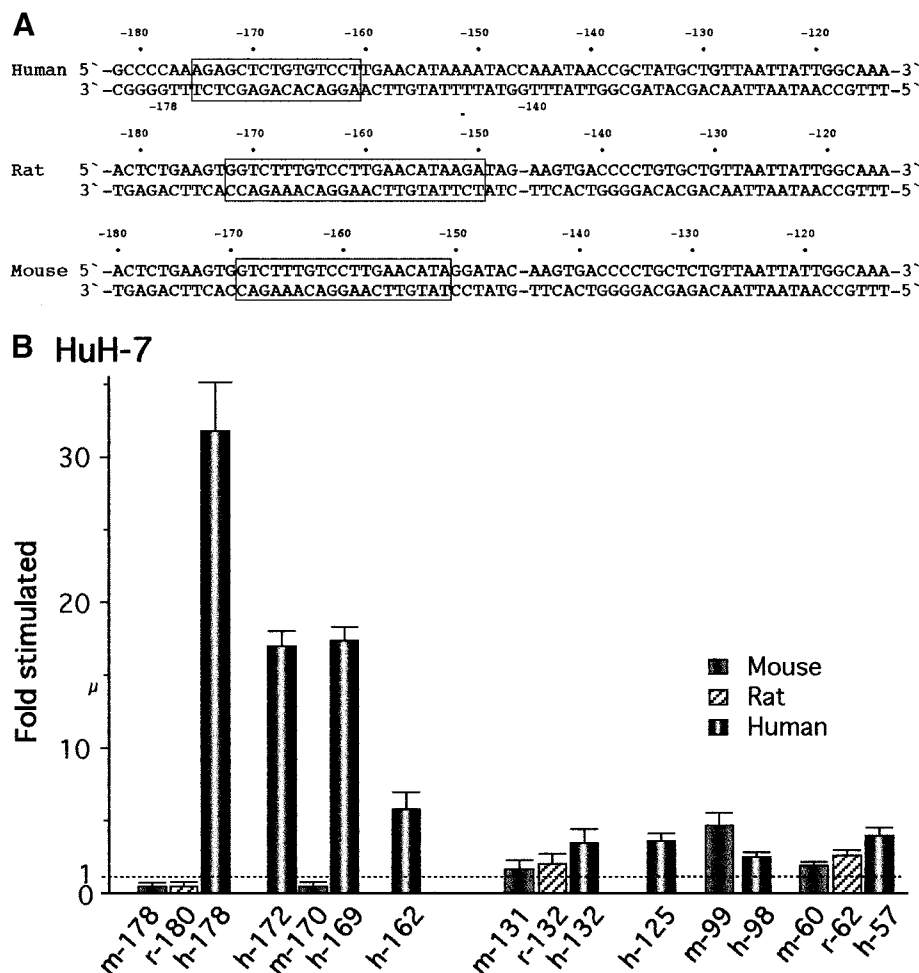 A
-180 -170 -160 -150 -140 -130 -120
Human 5`-GCCCCAAAGAGCTCTGTGTCCTTGAACATAAAATACCAAATAACCGCTATGCTGTTAATTATTGGCAAA-3`
3`-CGGGGTTTCTCGAGACACAGGAACTTGTATTTTATGGTTTATTGGCGATACGACAATTAATAACCGTTT-5`
-178 -140
-180 -170 -160 -150 -140 -130 -120
Rat 5`-ACTCTGAAGTGGTCTTTGTCCTTGAACATAAGATAG-AAGTGACCCCTGTGCTGTTAATTATTGGCAAA-3`
3`-TGAGACTTCACCAGAAACAGGAACTTGTATTCTATC-TTCACTGGGGACACGACAATTAATAACCGTTT-5`
-180 -170 -160 -150 -140 -130 -120
Mouse 5`-ACTCTGAAGTGGTCTTTGTCCTTGAACATAGGATAC-AAGTGACCCCTGCTCTGTTAATTATTGGCAAA-3`
3`-TGAGACTTCACCAGAAACAGGAACTTGTATCCTATG-TTCACTGGGGACGAGACAATTAATAACCGTTT-5`
B HuH-7
Fold stimulated
30
20
μ
10
1
0
Mouse
Rat
Human
m-178 r-180 h-178 h-172 m-170 h-169 h-162 m-131 r-132 h-132 h-125 m-99 h-98 m-60 r-62 h-57